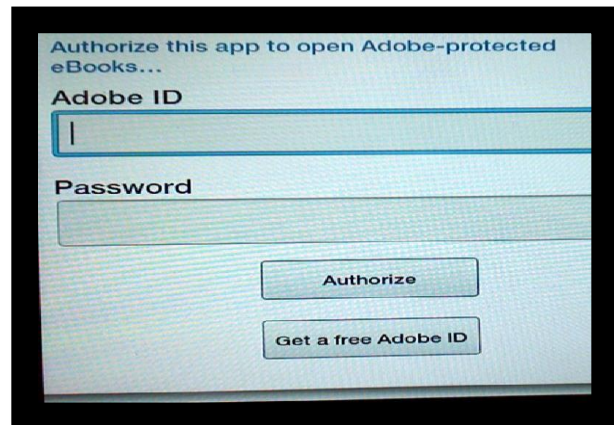 Authorize this app to open Adobe-protected
eBooks...
Adobe ID
Password
Authorize
Get a free Adobe ID